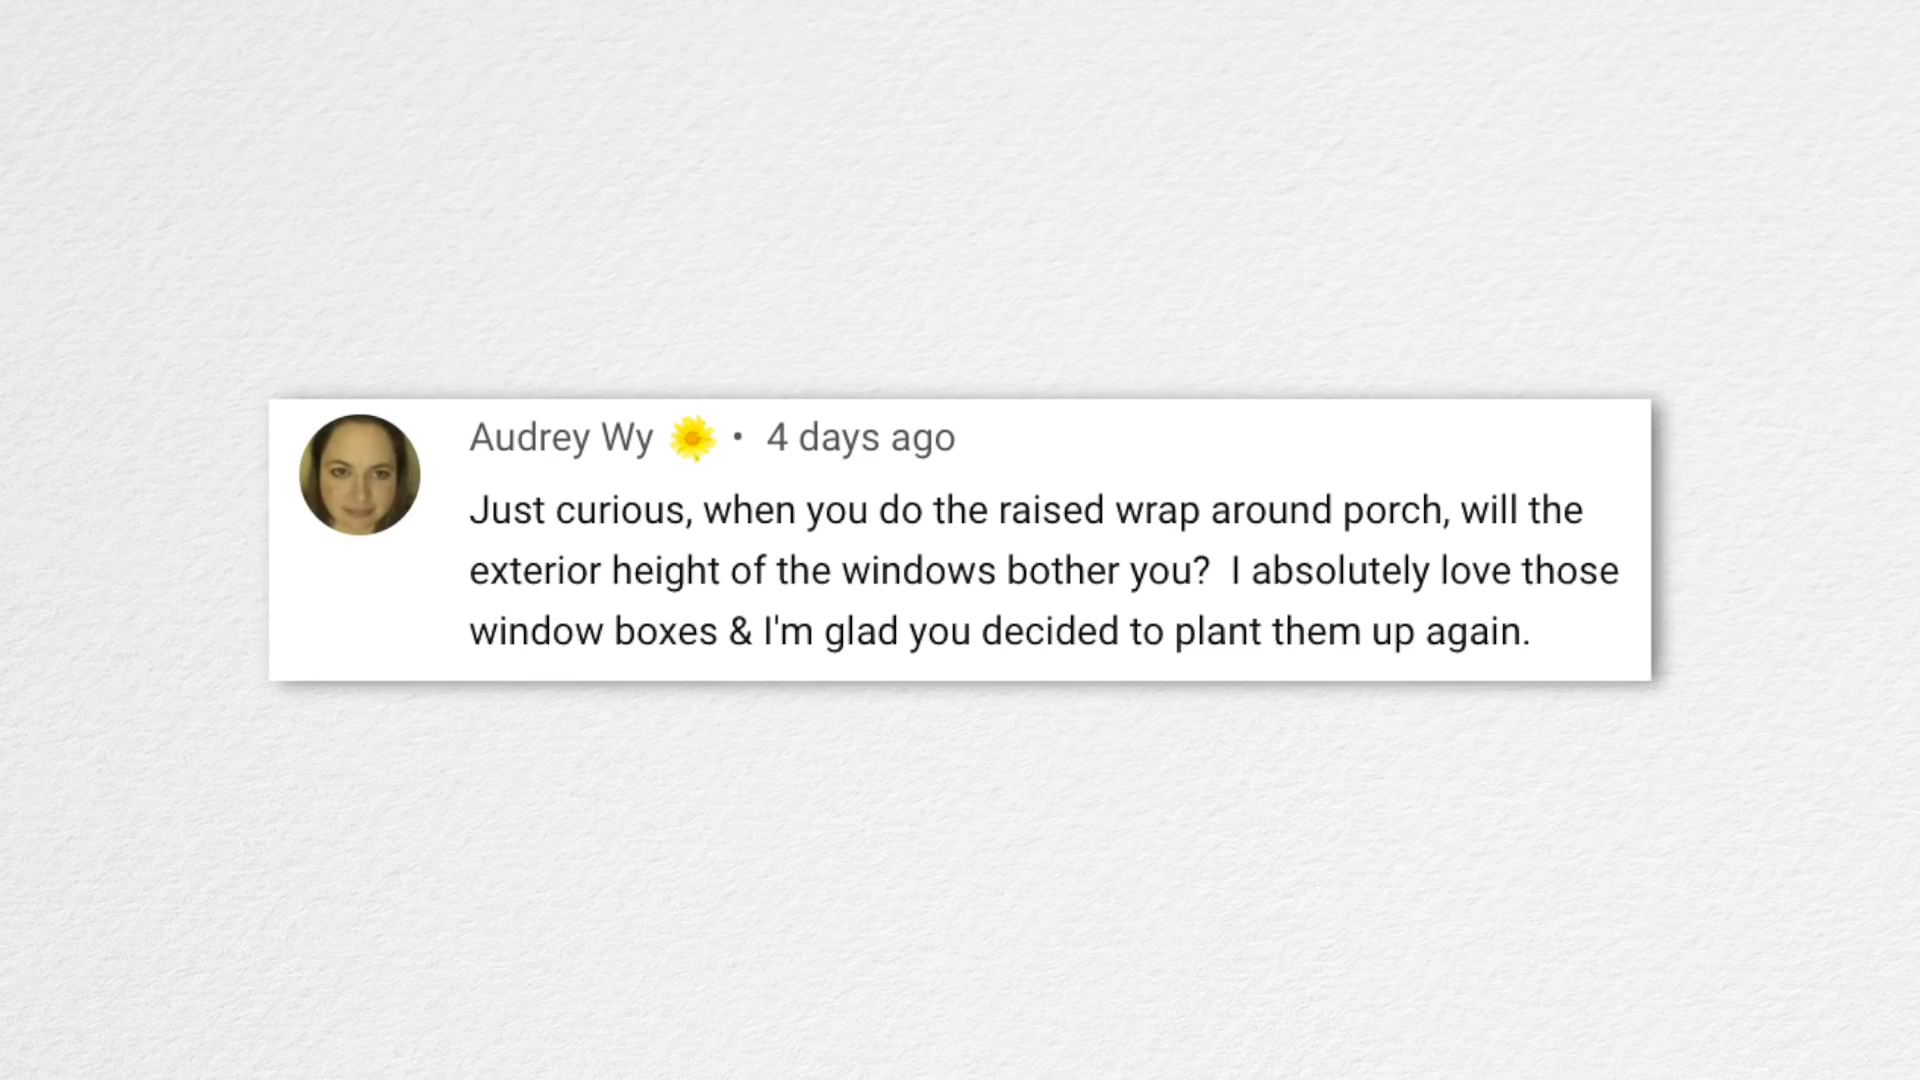 Audrey Wy 🌼 • 4 days ago
Just curious, when you do the raised wrap around porch, will the
exterior height of the windows bother you?  I absolutely love those
window boxes & I'm glad you decided to plant them up again.